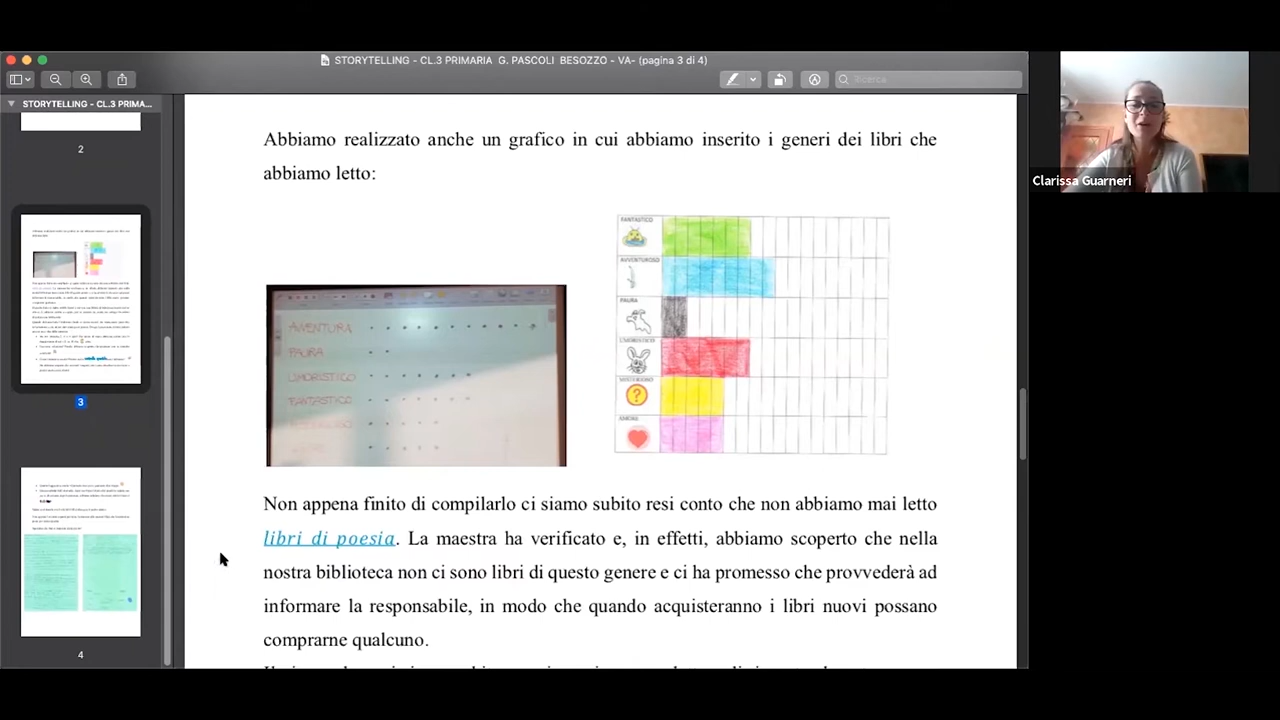 STORYTELLING - CL.3 PRIMARIA G. PASCOLI BESOZZO - VA- (pagina 3 di 4)
Ricerca
STORYTELLING - CL.3 PRIMA...
2
3
4
Abbiamo realizzato anche un grafico in cui abbiamo inserito i generi dei libri che
abbiamo letto:
AVVENTURA
PAURA
UMORISTICO
FANTASTICO
FANTASTICO
AVVENTUROSO
PAURA
UMORISTICO
MISTERIOSO
AMORE
Non appena finito di compilarlo ci siamo subito resi conto che non abbiamo mai letto
libri di poesia. La maestra ha verificato e, in effetti, abbiamo scoperto che nella
nostra biblioteca non ci sono libri di questo genere e ci ha promesso che provvederà ad
informare la responsabile, in modo che quando acquisteranno i libri nuovi possano
comprarne qualcuno.
Clarissa Guarneri